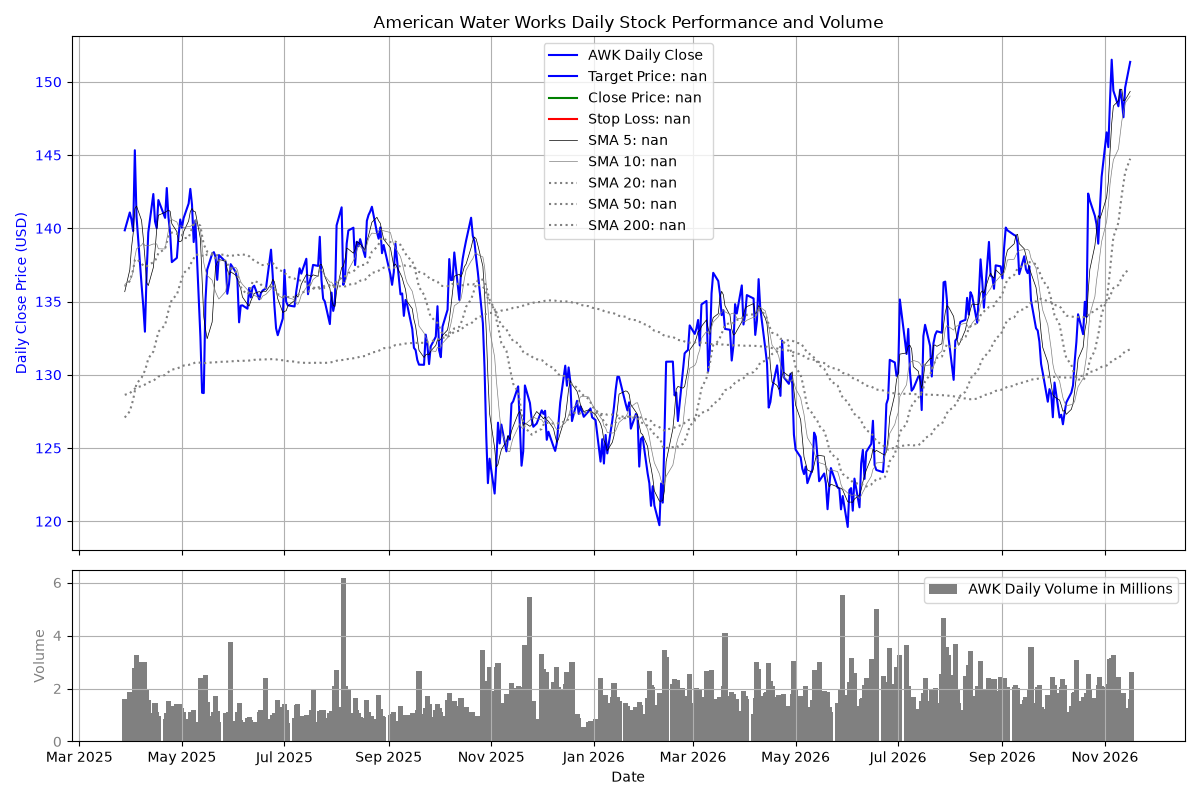 American Water Works Daily Stock Performance and Volume
AWK Daily Close
Target Price: nan
Close Price: nan
Stop Loss: nan
SMA 5: nan
SMA 10: nan
SMA 20: nan
SMA 50: nan
SMA 200: nan
Daily Close Price (USD)
150
145
140
135
130
125
120
AWK Daily Volume in Millions
Volume
6
4
2
0
Mar 2025 May 2025 Jul 2025 Sep 2025 Nov 2025 Jan 2026 Mar 2026 May 2026 Jul 2026 Sep 2026 Nov 2026
Date